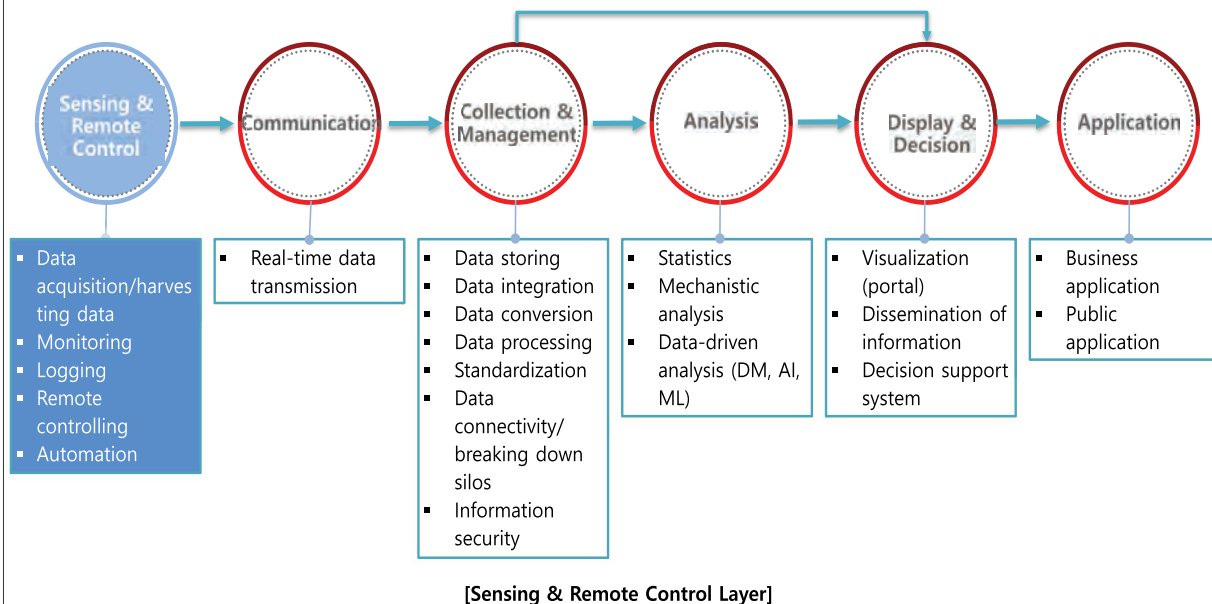 Sensing &
Remote
Control
Communication
Collection &
Management
Analysis
Display &
Decision
Application
▪ Data
acquisition/harves
ting data
▪ Monitoring
▪ Logging
▪ Remote
controlling
▪ Automation
▪ Real-time data
transmission
▪ Data storing
▪ Data integration
▪ Data conversion
▪ Data processing
▪ Standardization
▪ Data
connectivity/
breaking down
silos
▪ Information
security
▪ Statistics
▪ Mechanistic
analysis
▪ Data-driven
analysis (DM, AI,
ML)
▪ Visualization
(portal)
▪ Dissemination of
information
▪ Decision support
system
▪ Business
application
▪ Public
application
[Sensing & Remote Control Layer]